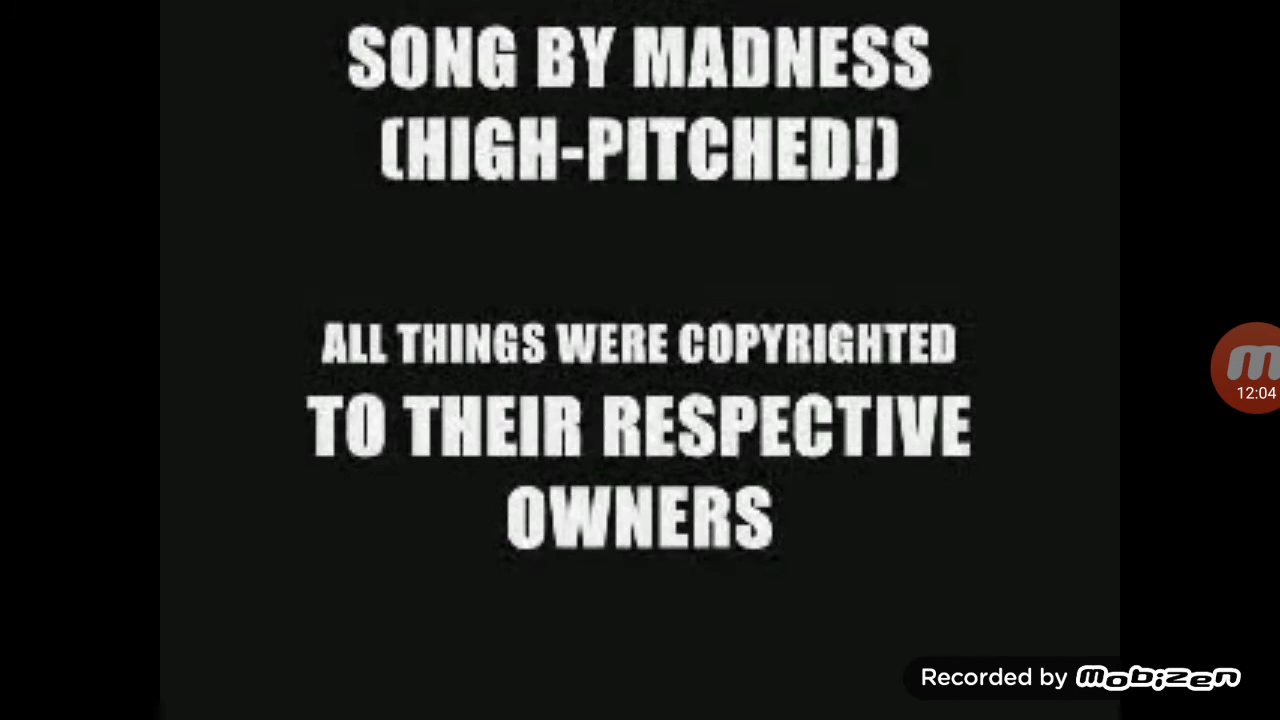 SONG BY MADNESS
(HIGH-PITCHED!)
ALL THINGS WERE COPYRIGHTED
TO THEIR RESPECTIVE
OWNERS
12:04
Recorded by Mobizen